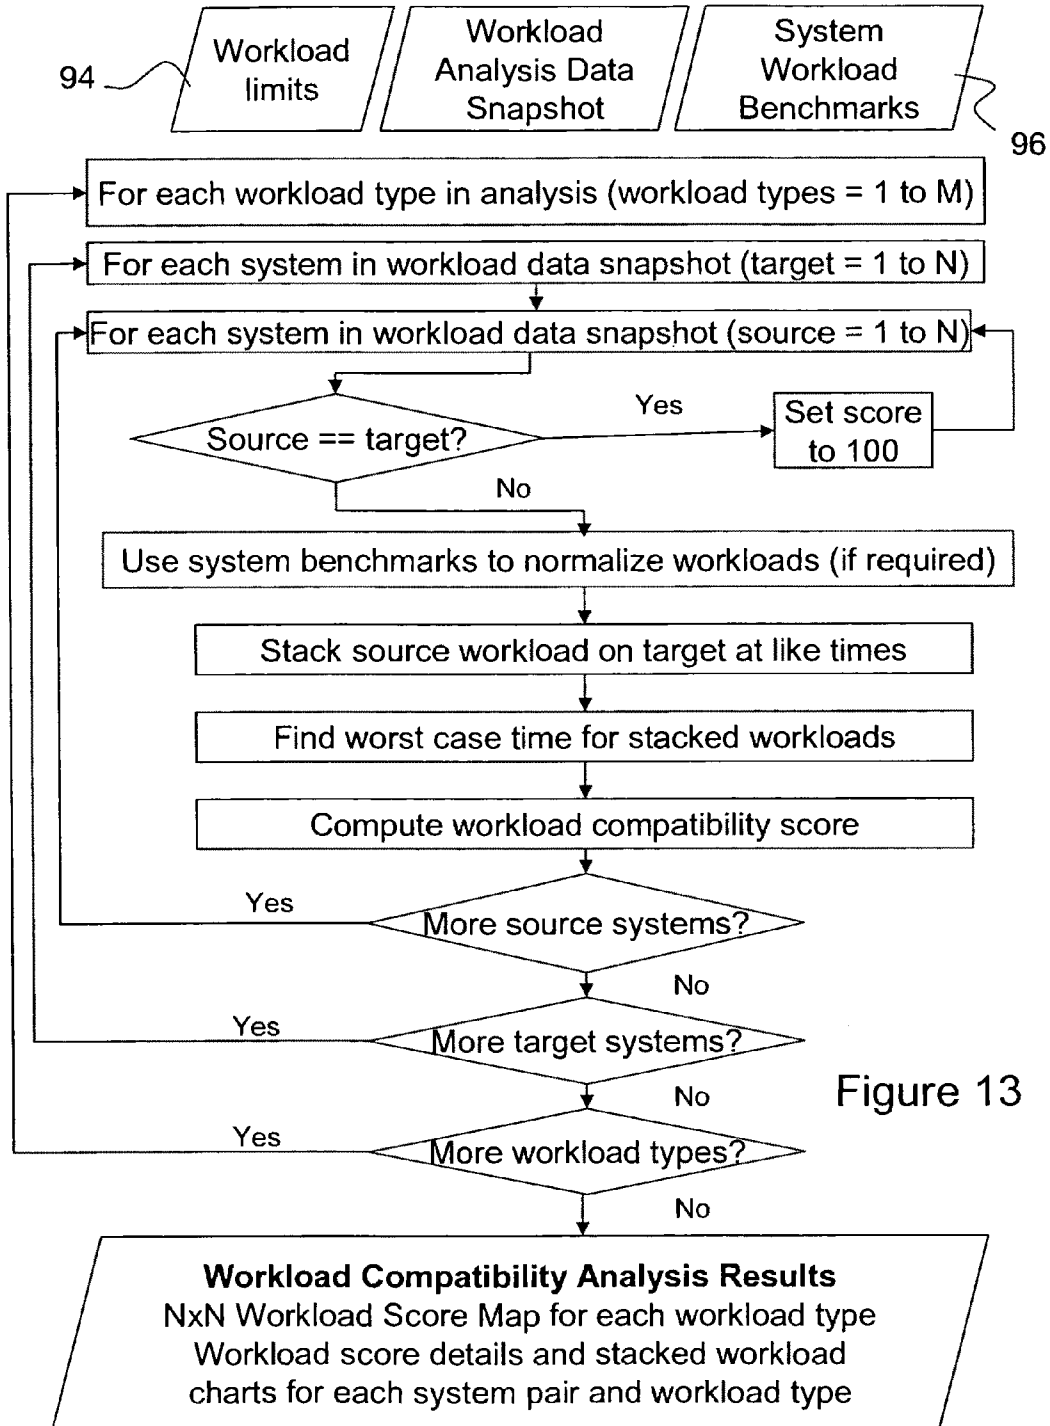 94
Workload
limits
Workload
Analysis Data
Snapshot
System
Workload
Benchmarks
96
For each workload type in analysis (workload types = 1 to M)
For each system in workload data snapshot (target = 1 to N)
For each system in workload data snapshot (source = 1 to N)
Source == target?
Yes
Set score
to 100
No
Use system benchmarks to normalize workloads (if required)
Stack source workload on target at like times
Find worst case time for stacked workloads
Compute workload compatibility score
Yes
More source systems?
No
Yes
More target systems?
No
Figure 13
Yes
More workload types?
No
Workload Compatibility Analysis Results
NxN Workload Score Map for each workload type
Workload score details and stacked workload
charts for each system pair and workload type